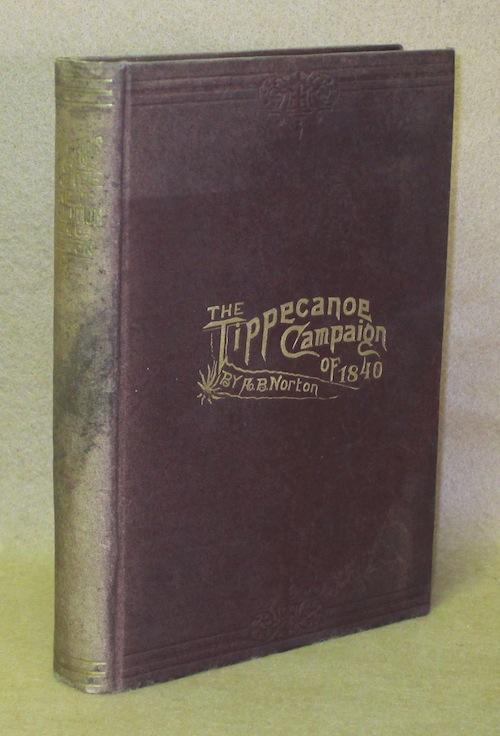 THE
Tippecanoe
Campaign
OF 1840
BY A.B. Norton